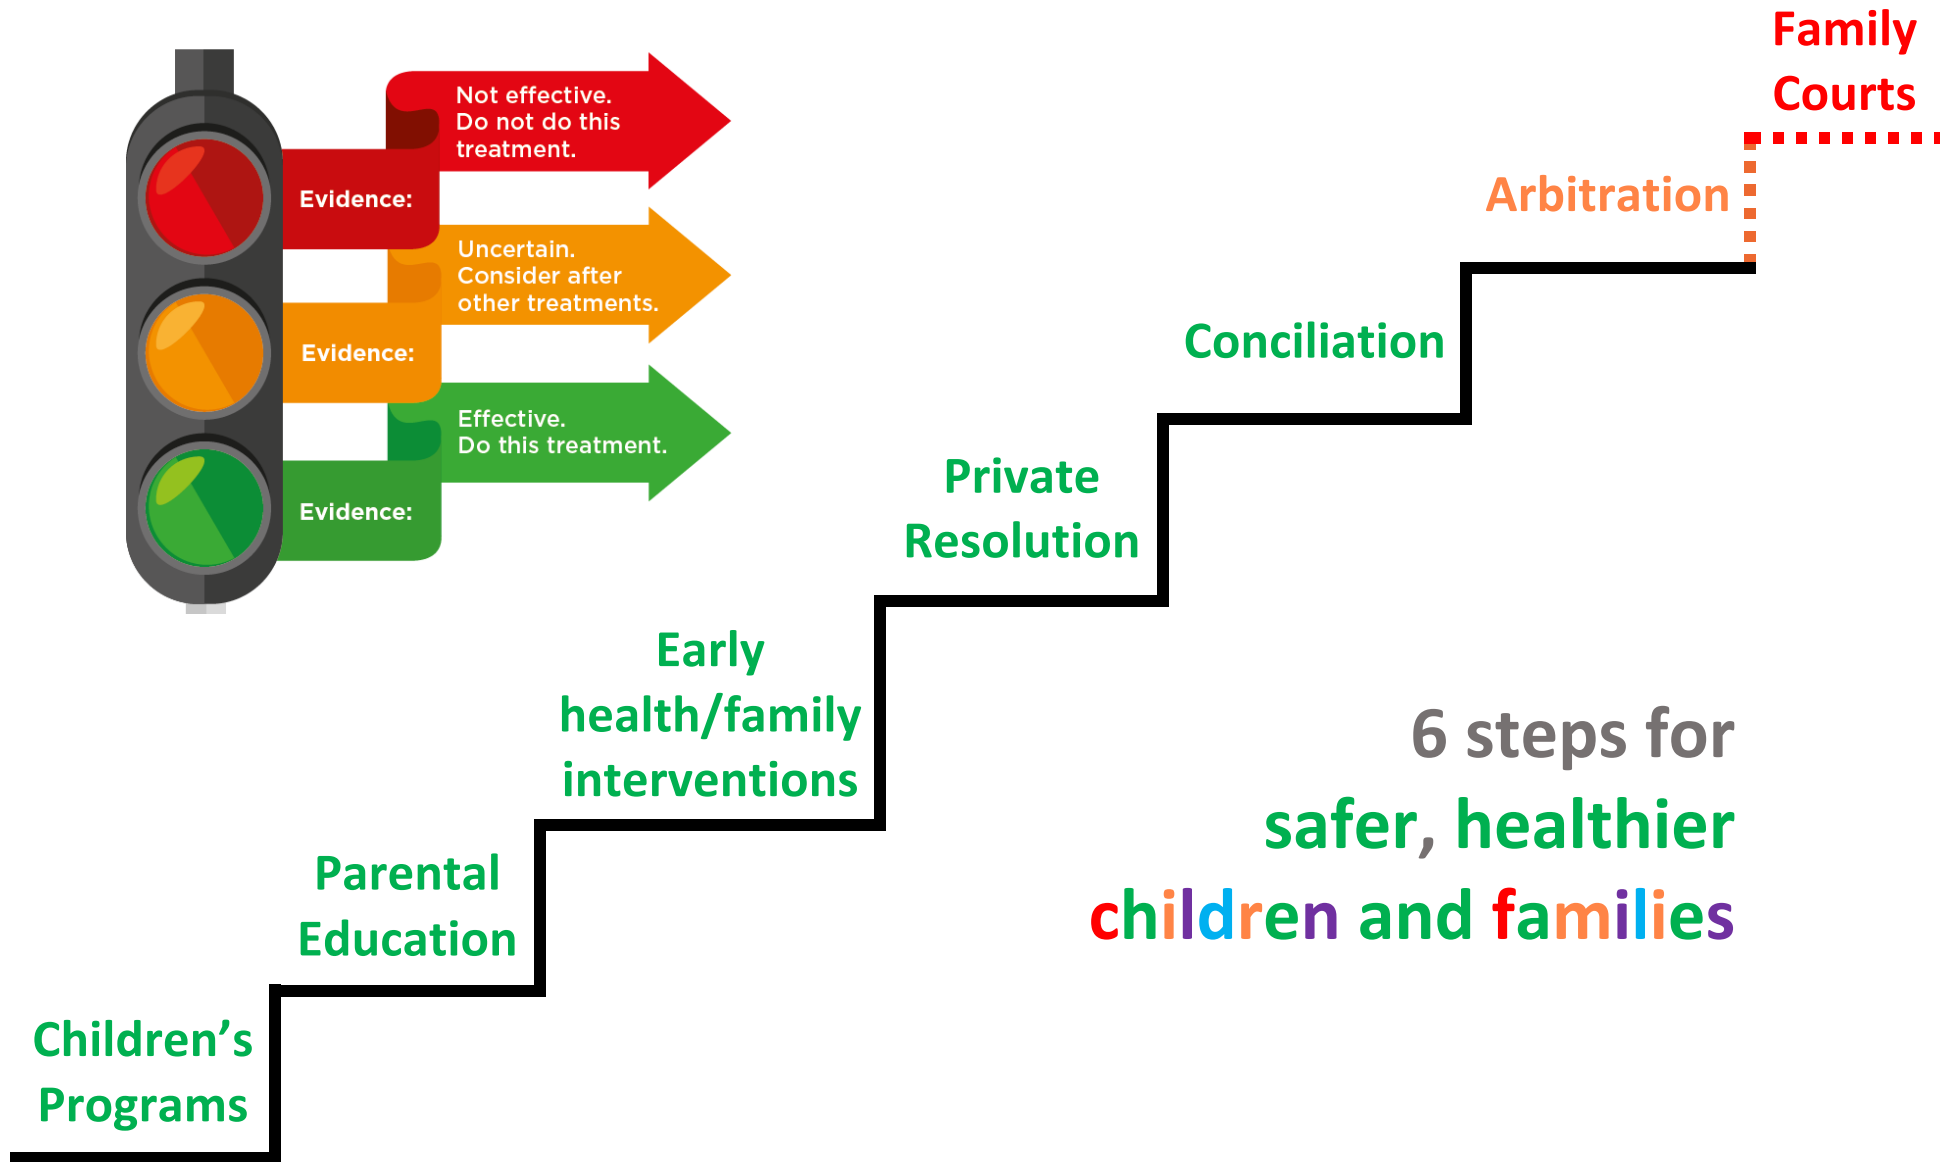 Not effective.
Do not do this
treatment.
Evidence:
Uncertain.
Consider after
other treatments.
Evidence:
Effective.
Do this treatment.
Evidence:
Family
Courts
Arbitration
Conciliation
Private
Resolution
Early
health/family
interventions
Parental
Education
Children’s
Programs
6 steps for
safer, healthier
children and families